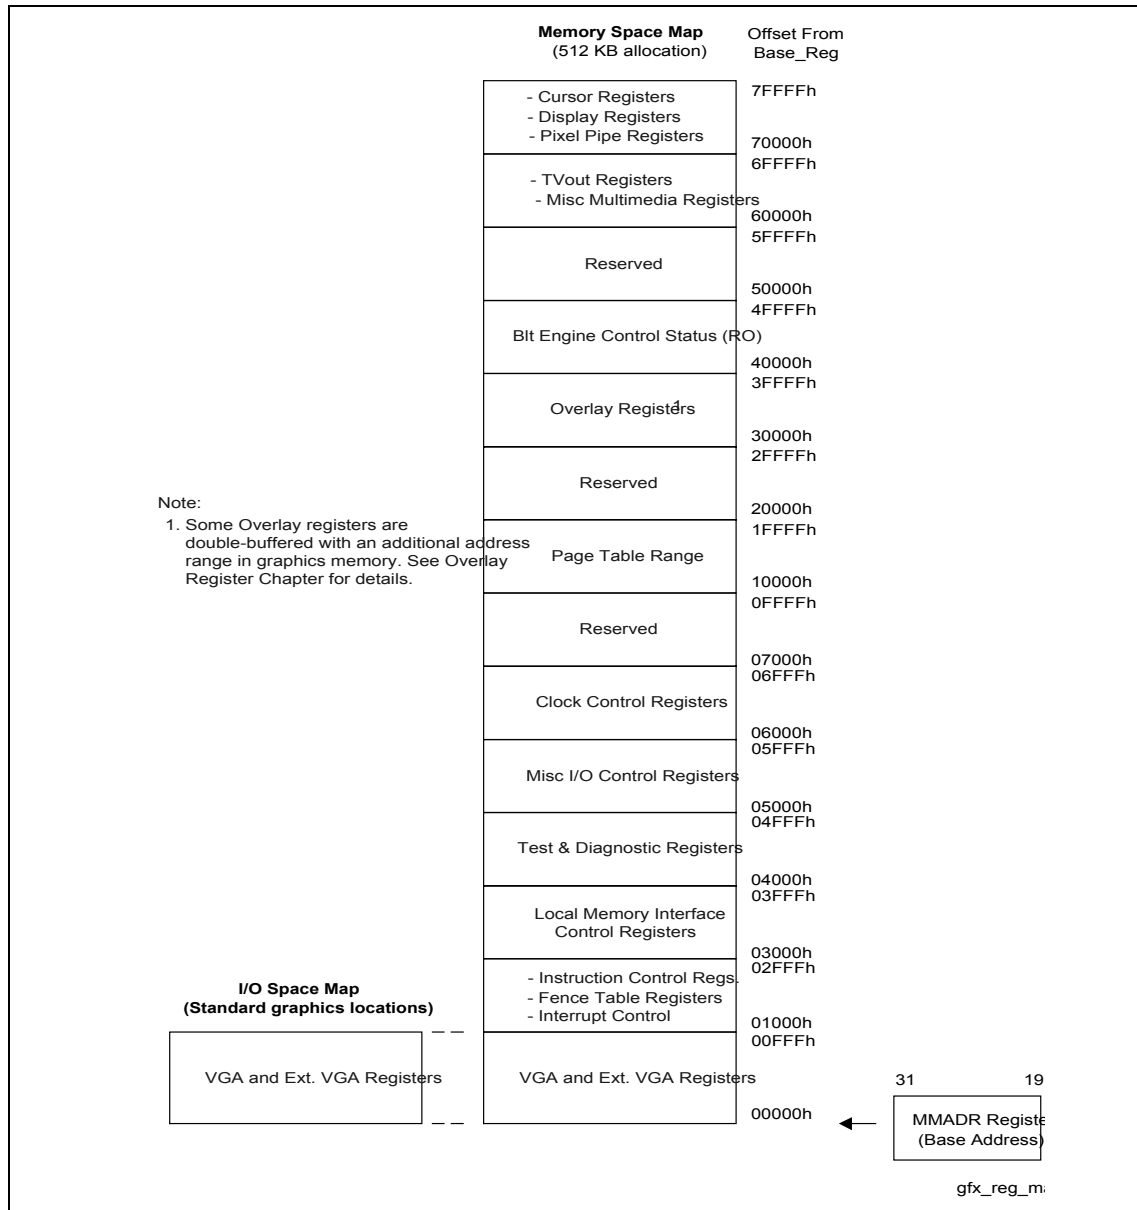 Memory Space Map
(512 KB allocation)
Offset From
Base_Reg
- Cursor Registers
- Display Registers
- Pixel Pipe Registers
7FFFFh
70000h
- TVout Registers
- Misc Multimedia Registers
6FFFFh
60000h
Reserved
5FFFFh
50000h
Blt Engine Control Status (RO)
4FFFFh
40000h
Overlay Registers 1
3FFFFh
30000h
Reserved
2FFFFh
20000h
Page Table Range
1FFFFh
10000h
Reserved
0FFFFh
07000h
Clock Control Registers
06FFFh
06000h
Misc I/O Control Registers
05FFFh
05000h
Test & Diagnostic Registers
04FFFh
04000h
Local Memory Interface
Control Registers
03FFFh
03000h
- Instruction Control Regs.
- Fence Table Registers
- Interrupt Control
02FFFh
01000h
VGA and Ext. VGA Registers
00FFFh
00000h
Note:
1. Some Overlay registers are
double-buffered with an additional address
range in graphics memory. See Overlay
Register Chapter for details.
I/O Space Map
(Standard graphics locations)
VGA and Ext. VGA Registers
31 19
MMADR Registe
(Base Address)
gfx_reg_ma